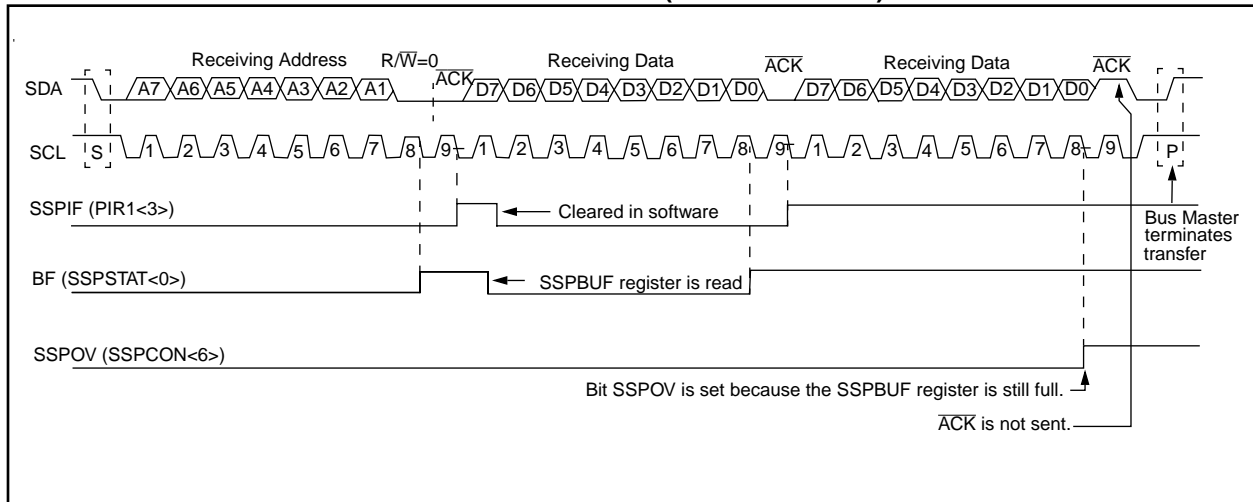 Receiving Address R/W=0 Receiving Data ACK Receiving Data ACK
ACK
SDA A7 A6 A5 A4 A3 A2 A1 D7 D6 D5 D4 D3 D2 D1 D0 D7 D6 D5 D4 D3 D2 D1 D0
SCL S 1 2 3 4 5 6 7 8 9 1 2 3 4 5 6 7 8 9 1 2 3 4 5 6 7 8 9 P
SSPIF (PIR1<3>) Cleared in software
Bus Master
terminates
transfer
BF (SSPSTAT<0>) SSPBUF register is read
SSPOV (SSPCON<6>)
Bit SSPOV is set because the SSPBUF register is still full.
ACK is not sent.